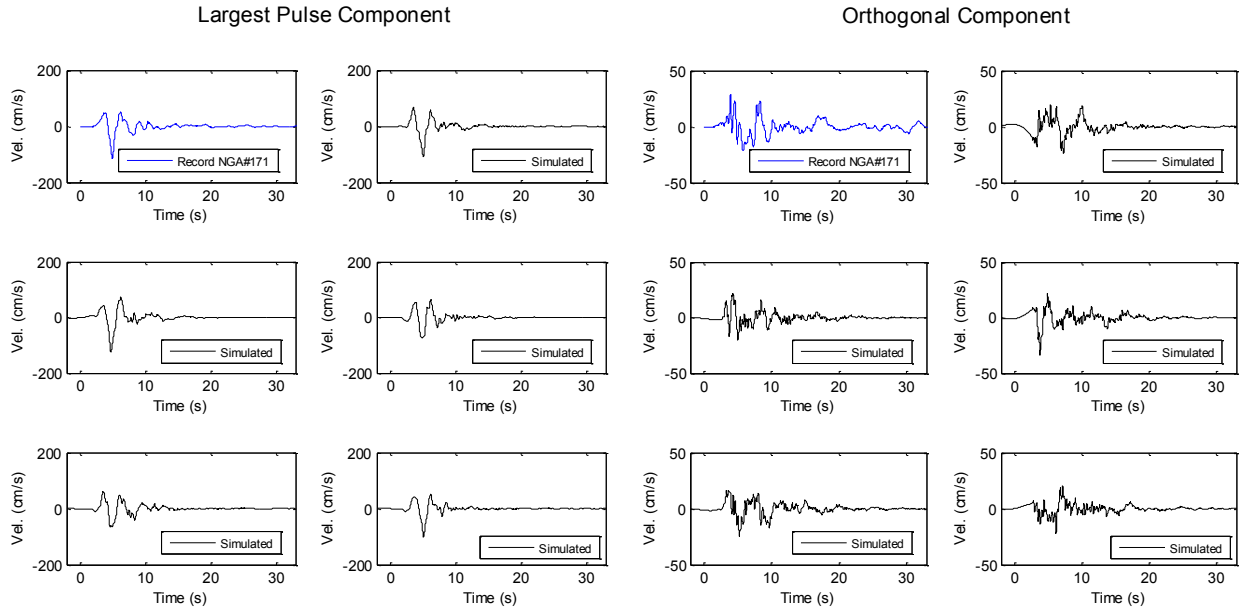 Largest Pulse Component
Orthogonal Component
200
0
-200
Vel. (cm/s)
Record NGA#171
0 10 20 30
Time (s)
200
0
-200
Vel. (cm/s)
Simulated
0 10 20 30
Time (s)
50
0
-50
Vel. (cm/s)
Record NGA#171
0 10 20 30
Time (s)
50
0
-50
Vel. (cm/s)
Simulated
0 10 20 30
Time (s)
200
0
-200
Vel. (cm/s)
Simulated
0 10 20 30
Time (s)
200
0
-200
Vel. (cm/s)
Simulated
0 10 20 30
Time (s)
50
0
-50
Vel. (cm/s)
Simulated
0 10 20 30
Time (s)
50
0
-50
Vel. (cm/s)
Simulated
0 10 20 30
Time (s)
200
0
-200
Vel. (cm/s)
Simulated
0 10 20 30
Time (s)
200
0
-200
Vel. (cm/s)
Simulated
0 10 20 30
Time (s)
50
0
-50
Vel. (cm/s)
Simulated
0 10 20 30
Time (s)
50
0
-50
Vel. (cm/s)
Simulated
0 10 20 30
Time (s)